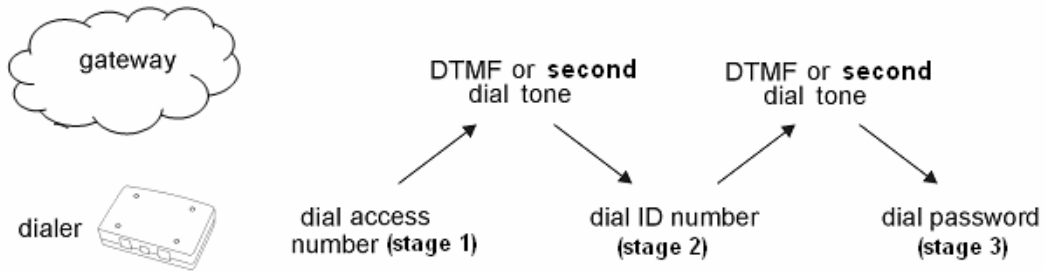 gateway
DTMF or second
dial tone
DTMF or second
dial tone
dialer
dial access
number (stage 1)
dial ID number
(stage 2)
dial password
(stage 3)